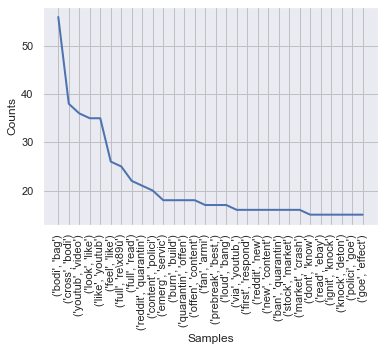 Counts
50
40
30
20
('bodi', 'bag')
('cross', 'bodi')
('youtub', 'video')
('look', 'like')
('like', 'youtub')
('feel', 'like')
('full', 're\x89û')
('full', 'read')
('reddit', 'quarantin')
('content', 'polici')
('emerg', 'servic')
('burn', 'build')
('quarantin', 'offen')
('offen', 'content')
('fan', 'armi')
('prebreak', 'best')
('loud', 'bang')
('via', 'youtub')
('first', 'respond')
('reddit', 'new')
('new', 'content')
('ban', 'quarantin')
('stock', 'market')
('market', 'crash')
('dont', 'know')
('read', 'ebay')
('ignit', 'knock')
('knock', 'deton')
('polici', 'goe')
('goe', 'effect')
Samples